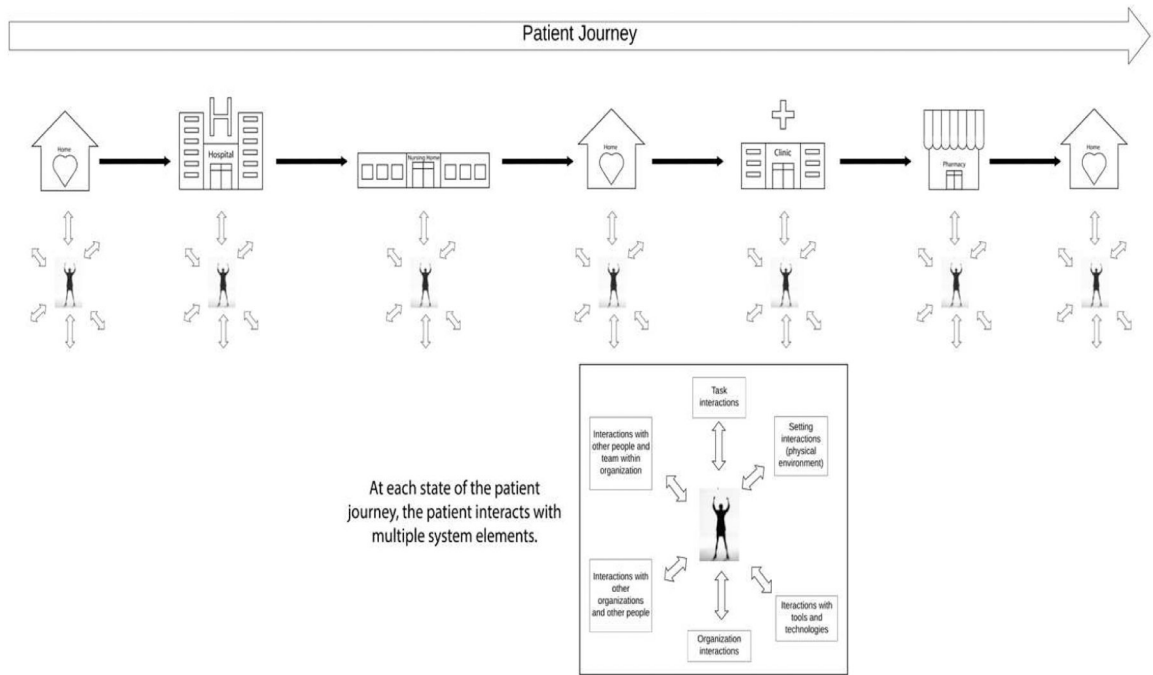 Patient Journey
Home
Hospital
Nursing Home
Home
Clinic
Pharmacy
Home
At each state of the patient
journey, the patient interacts with
multiple system elements.
Task
interactions
Interactions with
other people and
team within
organization
Setting
interactions
(physical
environment)
Interactions with
other
organizations
and other people
Iteractions with
tools and
technologies
Organization
interactions